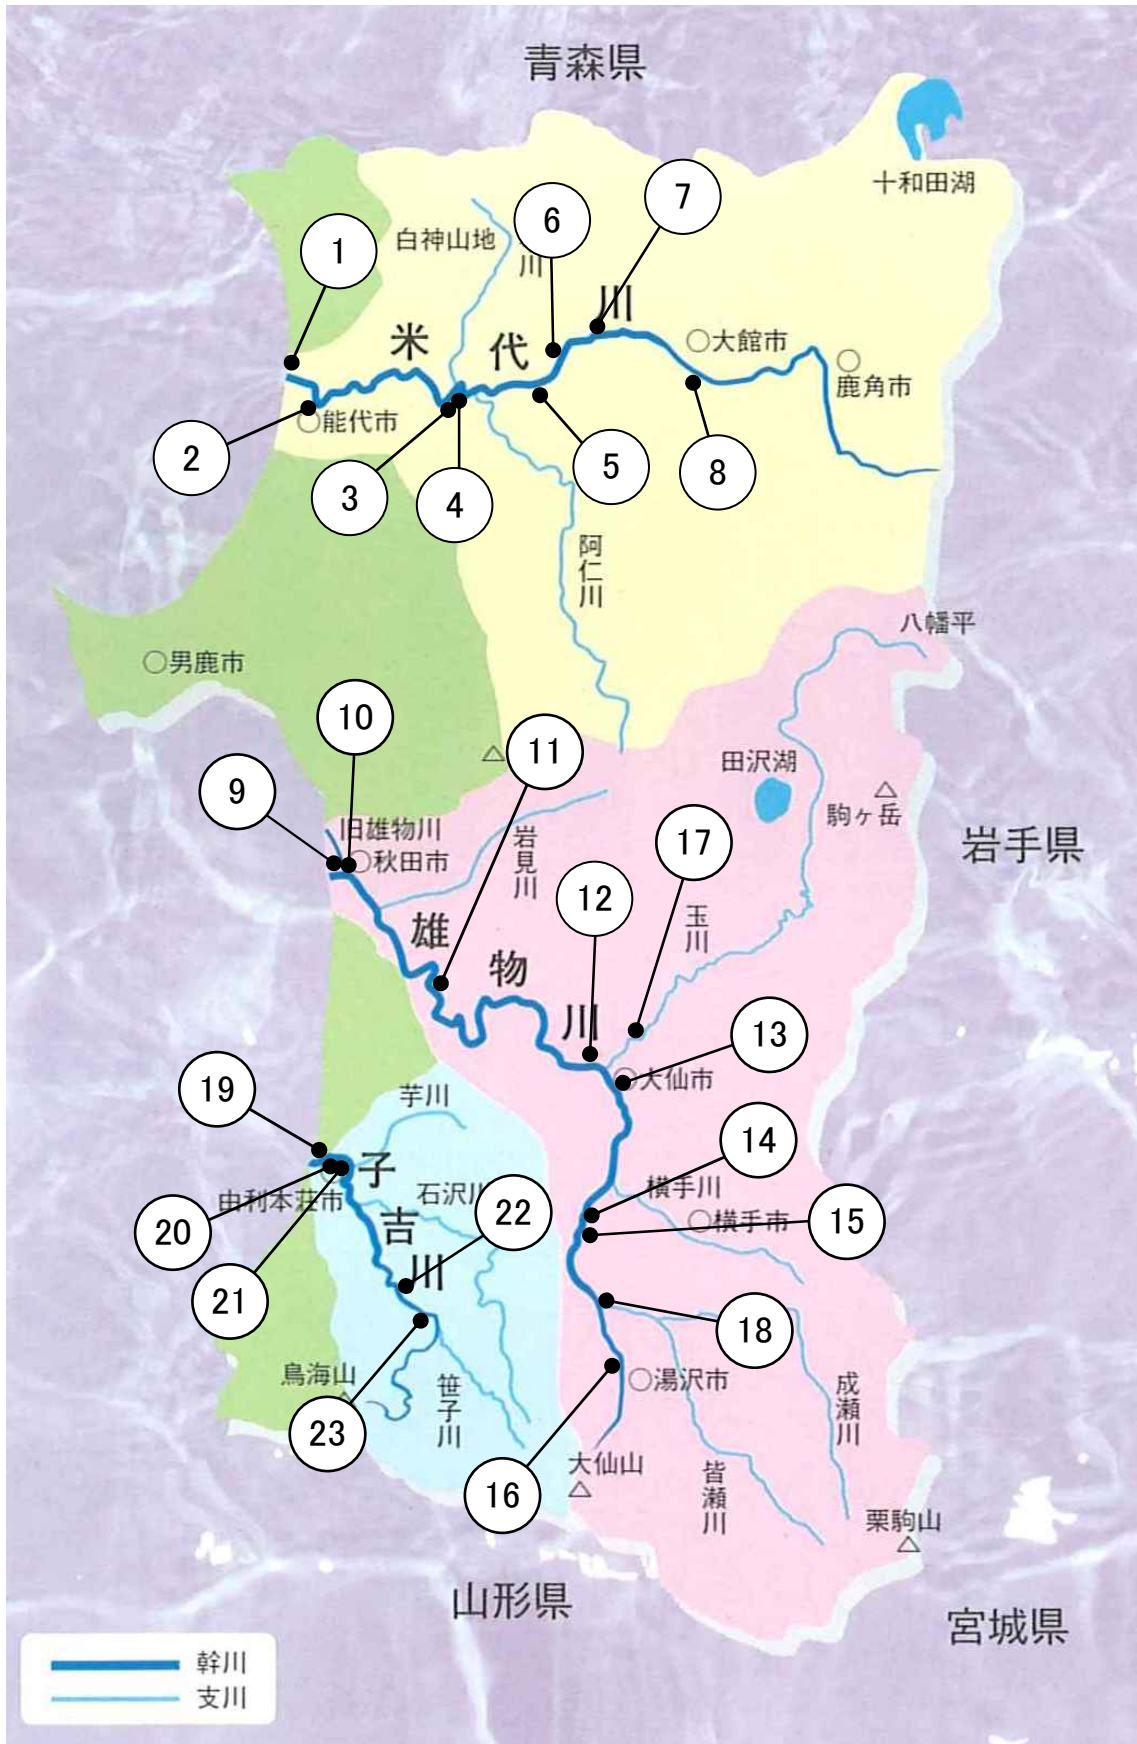 青森県
十和田湖
7
6
白神山地
川
1
川
米
代
大館市
鹿角市
能代市
2
3
4
5
8
阿仁川
八幡平
男鹿市
10
11
田沢湖
9
駒ヶ岳
旧雄物川
秋田市
岩見川
17
岩手県
12
玉川
雄
物
川
13
大仙市
19
芋川
14
子
石沢川
横手川
由利本荘市
20
吉
22
横手市
15
川
21
18
鳥海山
湯沢市
笹子川
成瀬川
23
大仙山
16
皆瀬川
栗駒山
山形県
宮城県
幹川
支川